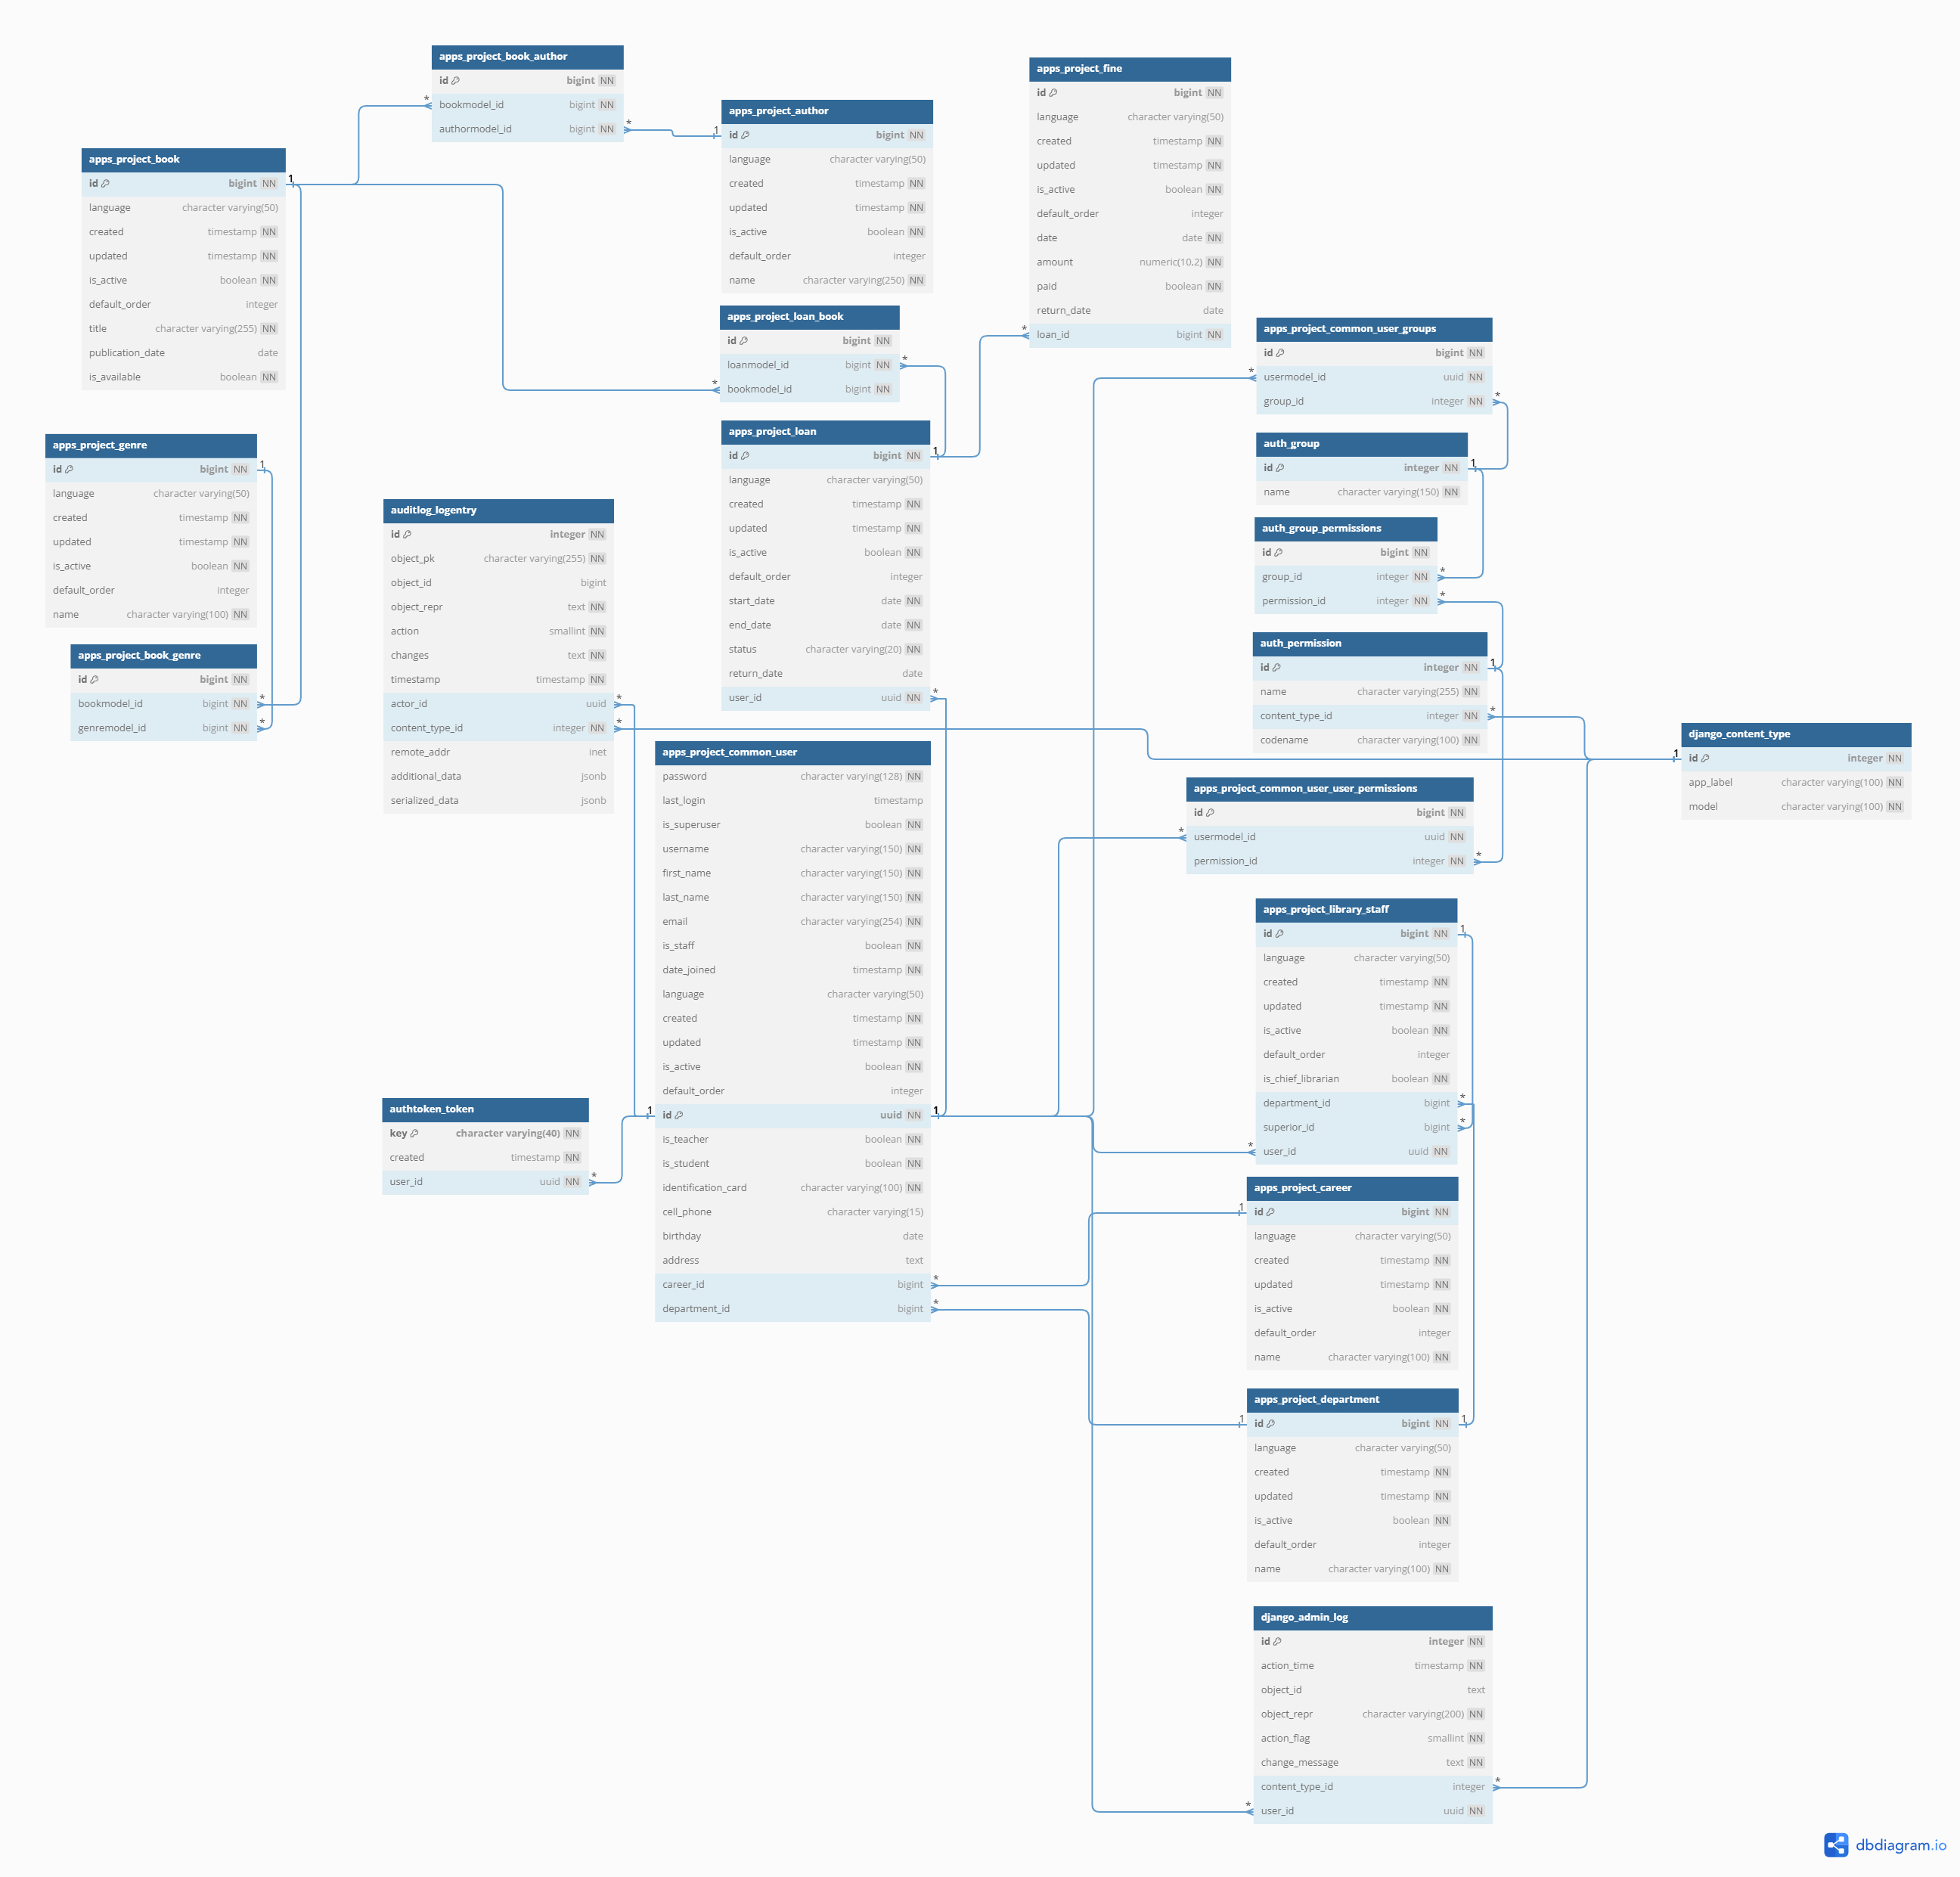 apps_project_book_author
id bigint NN
bookmodel_id bigint NN
authormodel_id bigint NN
apps_project_author
id bigint NN
language character varying(50)
created timestamp NN
updated timestamp NN
is_active boolean NN
default_order integer
name character varying(250) NN
apps_project_fine
id bigint NN
language character varying(50)
created timestamp NN
updated timestamp NN
is_active boolean NN
default_order integer
date date NN
amount numeric(10,2) NN
paid boolean NN
return_date date
loan_id bigint NN
apps_project_book
id bigint NN
language character varying(50)
created timestamp NN
updated timestamp NN
is_active boolean NN
default_order integer
title character varying(255) NN
publication_date date
is_available boolean NN
apps_project_loan_book
id bigint NN
loanmodel_id bigint NN
bookmodel_id bigint NN
apps_project_common_user_groups
id bigint NN
usermodel_id uuid NN
group_id integer NN
apps_project_loan
id bigint NN
language character varying(50)
created timestamp NN
updated timestamp NN
is_active boolean NN
default_order integer
start_date date NN
end_date date NN
status character varying(20) NN
return_date date
user_id uuid NN
auth_group
id integer NN
name character varying(150) NN
apps_project_genre
id bigint NN
language character varying(50)
created timestamp NN
updated timestamp NN
is_active boolean NN
default_order integer
name character varying(100) NN
auditlog_logentry
id integer NN
object_pk character varying(255) NN
object_id bigint
object_repr text NN
action smallint NN
changes text NN
timestamp timestamp NN
actor_id uuid
content_type_id integer NN
remote_addr inet
additional_data jsonb
serialized_data jsonb
auth_group_permissions
id bigint NN
group_id integer NN
permission_id integer NN
auth_permission
id integer NN
name character varying(255) NN
content_type_id integer NN
codename character varying(100) NN
apps_project_book_genre
id bigint NN
bookmodel_id bigint NN
genremodel_id bigint NN
django_content_type
id integer NN
app_label character varying(100) NN
model character varying(100) NN
apps_project_common_user
password character varying(128) NN
last_login timestamp
is_superuser boolean NN
username character varying(150) NN
first_name character varying(150) NN
last_name character varying(150) NN
email character varying(254) NN
is_staff boolean NN
date_joined timestamp NN
language character varying(50)
created timestamp NN
updated timestamp NN
is_active boolean NN
default_order integer
id uuid NN
is_teacher boolean NN
is_student boolean NN
identification_card character varying(100) NN
cell_phone character varying(15)
birthday date
address text
career_id bigint
department_id bigint
apps_project_common_user_user_permissions
id bigint NN
usermodel_id uuid NN
permission_id integer NN
apps_project_library_staff
id bigint NN
language character varying(50)
created timestamp NN
updated timestamp NN
is_active boolean NN
default_order integer
is_chief_librarian boolean NN
department_id bigint
superior_id bigint
user_id uuid NN
authtoken_token
key character varying(40) NN
created timestamp NN
user_id uuid NN
apps_project_career
id bigint NN
language character varying(50)
created timestamp NN
updated timestamp NN
is_active boolean NN
default_order integer
name character varying(100) NN
apps_project_department
id bigint NN
language character varying(50)
created timestamp NN
updated timestamp NN
is_active boolean NN
default_order integer
name character varying(100) NN
django_admin_log
id integer NN
action_time timestamp NN
object_id text
object_repr character varying(200) NN
action_flag smallint NN
change_message text NN
content_type_id integer
user_id uuid NN
dbdiagram.io